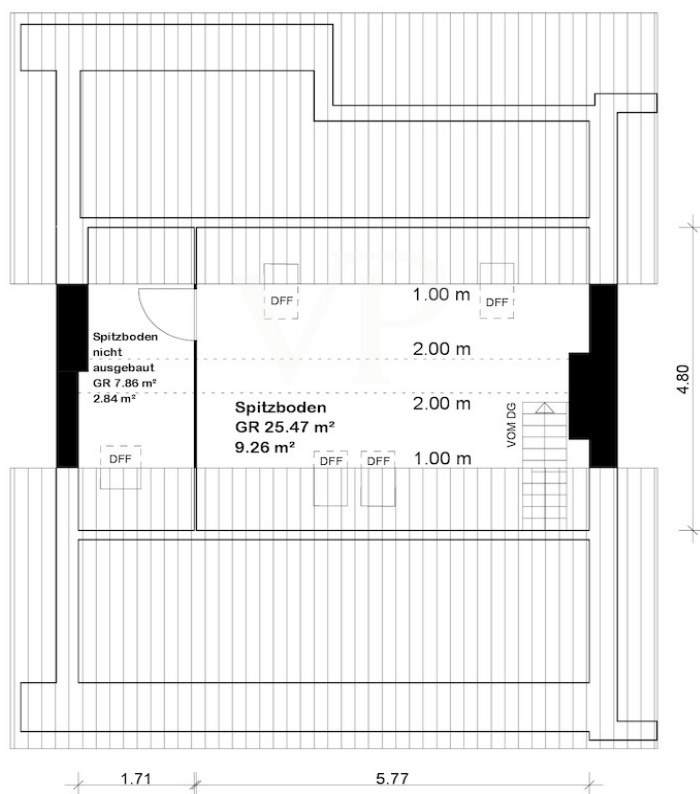 VP
DFF
DFF
1.00 m
Spitzboden
nicht
ausgebaut
GR 7.86 m²
2.84 m²
2.00 m
Spitzboden
GR 25.47 m²
9.26 m²
2.00 m
VOM DG
4.80
DFF
DFF
DFF
1.00 m
1.71
5.77